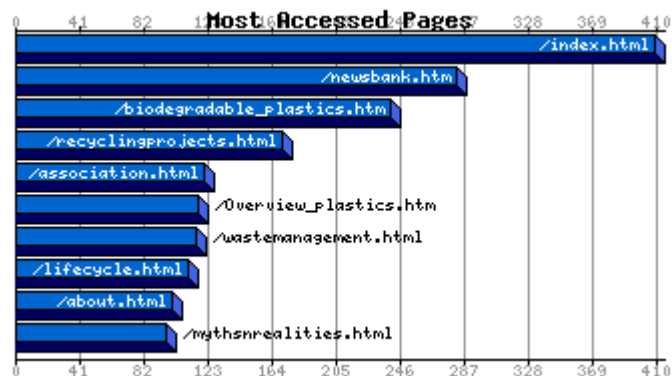 Most Accessed Pages
0 41 82 123 164 205 246 287 328 369 410
/index.html
/newsbank.htm
/biodegradable_plastics.htm
/recyclingprojects.html
/association.html
/Overview_plastics.htm
/wastemanagement.html
/lifecycle.html
/about.html
/mythsnrealities.html
0 41 82 123 164 205 246 287 328 369 410